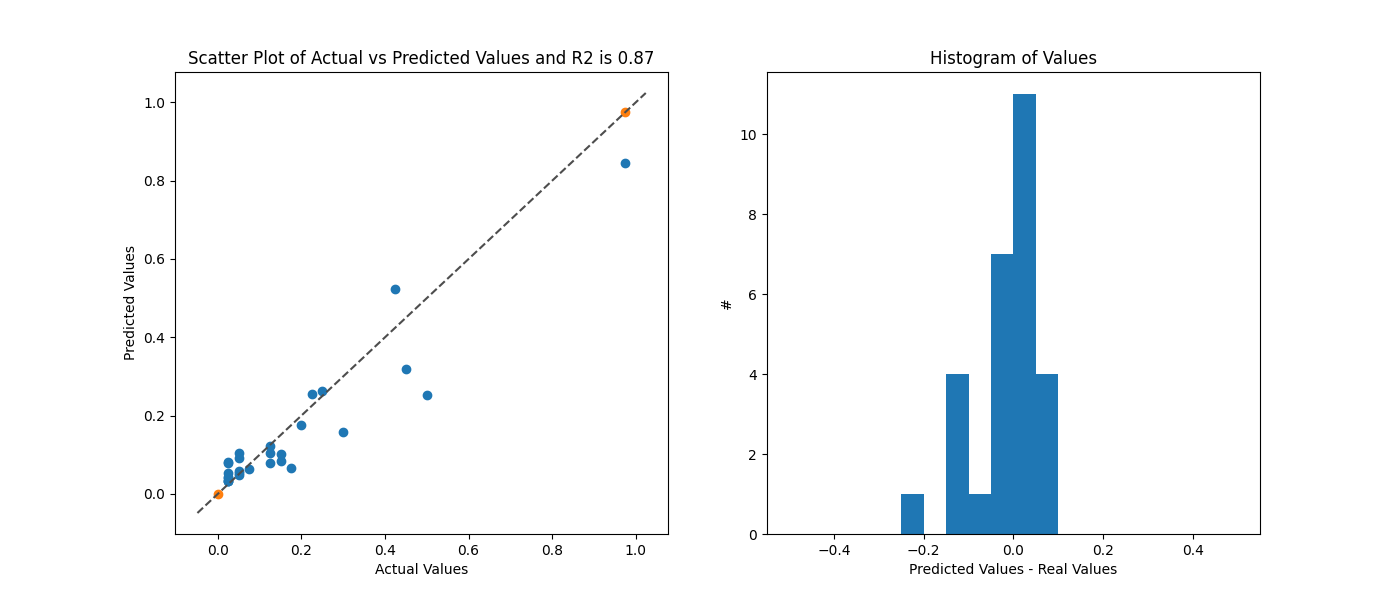 Scatter Plot of Actual vs Predicted Values and R2 is 0.87
1.0
0.8
0.6
0.4
0.2
0.0
Predicted Values
0.0 0.2 0.4 0.6 0.8 1.0
Actual Values
Histogram of Values
10
8
6
4
2
0
#
−0.4 −0.2 0.0 0.2 0.4
Predicted Values - Real Values